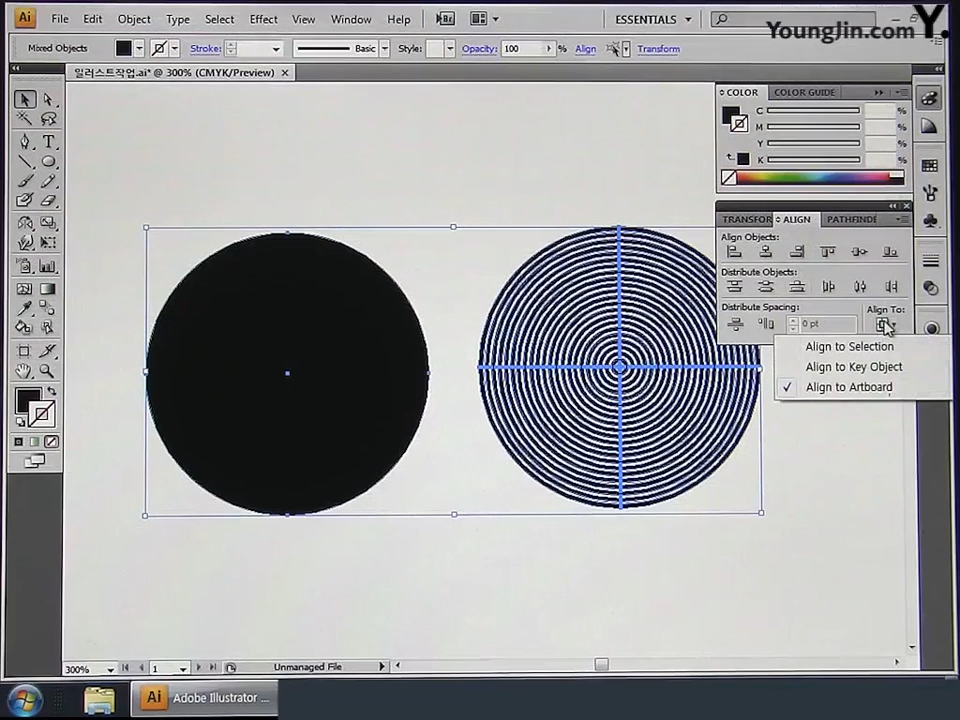 Ai File Edit Object Type Select Effect View Window Help Br ESSENTIALS
YoungJin.com Y.
Mixed Objects Stroke: Basic Style: Opacity: 100 % Align Transform
일러스트작업.ai* @ 300% (CMYK/Preview)
COLOR COLOR GUIDE
C %
M %
Y %
K %
TRANSFOR ALIGN PATHFINDE
Align Objects:
Distribute Objects:
Distribute Spacing: Align To:
0 pt
Align to Selection
Align to Key Object
Align to Artboard
300% 1 Unmanaged File
Ai Adobe Illustrator ...